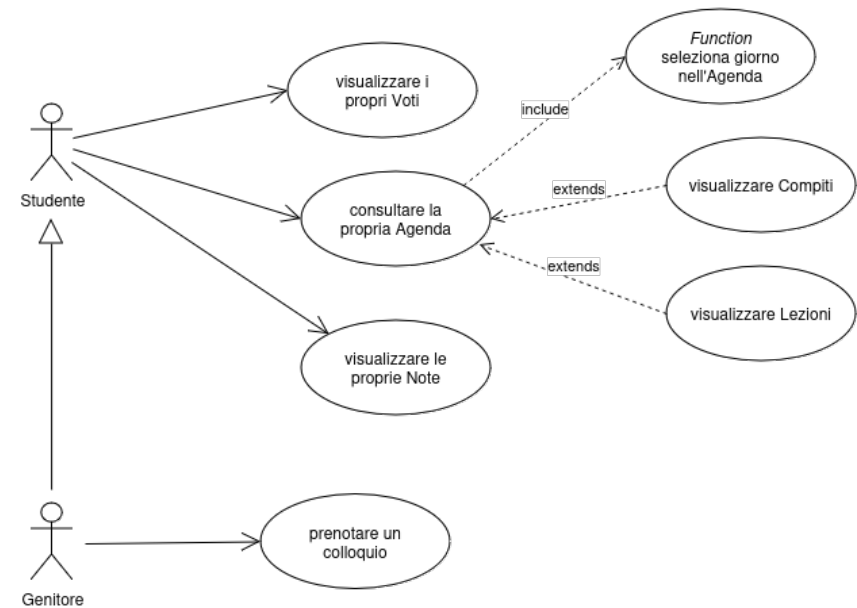 Function
seleziona giorno
nell'Agenda
visualizzare i
propri Voti
include
Studente
consultare la
propria Agenda
extends
visualizzare Compiti
extends
visualizzare Lezioni
visualizzare le
proprie Note
prenotare un
colloquio
Genitore